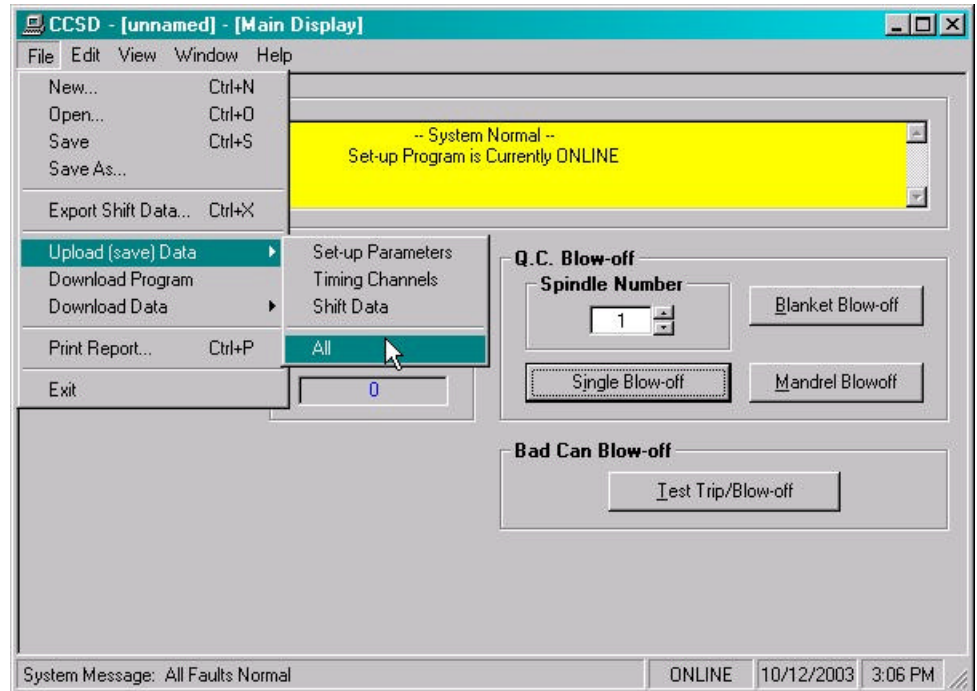 CCSD - [unnamed] - [Main Display]
File Edit View Window Help
New... Ctrl+N
Open... Ctrl+O
Save Ctrl+S
Save As...
Export Shift Data... Ctrl+X
Upload (save) Data
Download Program
Download Data
Print Report... Ctrl+P
Exit
Set-up Parameters
Timing Channels
Shift Data
All
-- System Normal --
Set-up Program is Currently ONLINE
Q.C. Blow-off
Spindle Number
1
Blanket Blow-off
Single Blow-off
Mandrel Blowoff
0
Bad Can Blow-off
Test Trip/Blow-off
System Message: All Faults Normal ONLINE 10/12/2003 3:06 PM